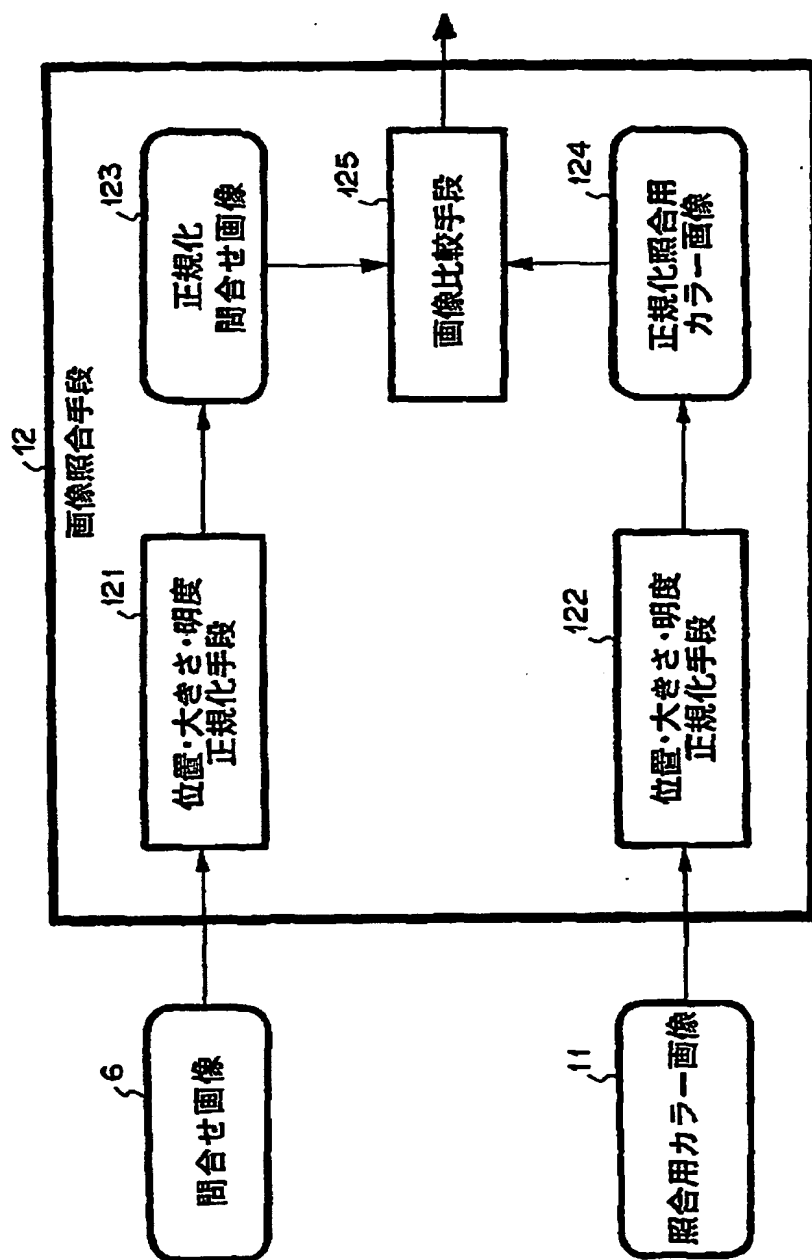 12
画像照合手段
6
問合せ画像
121
位置・大きさ・明度
正規化手段
123
正規化
問合せ画像
125
画像比較手段
11
照合用カラー画像
122
位置・大きさ・明度
正規化手段
124
正規化照合用
カラー画像